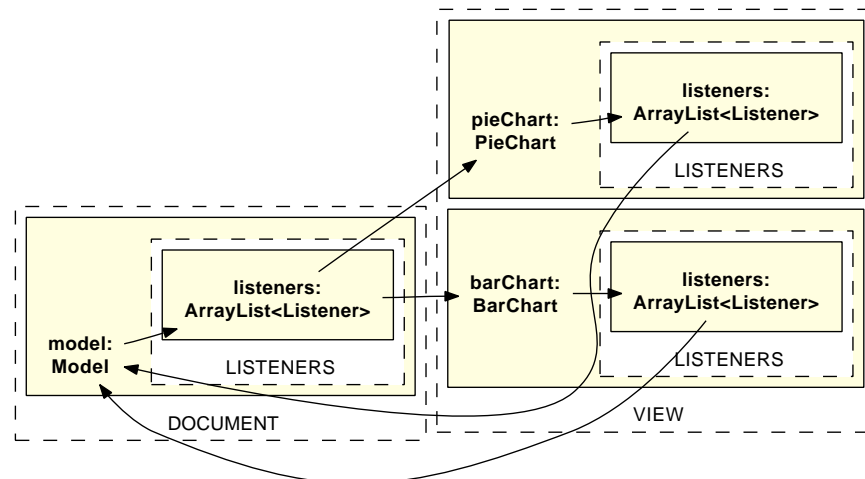 listeners:
ArrayList<Listener>
pieChart:
PieChart
LISTENERS
listeners:
ArrayList<Listener>
barChart:
BarChart
LISTENERS
VIEW
listeners:
ArrayList<Listener>
model:
Model
LISTENERS
DOCUMENT